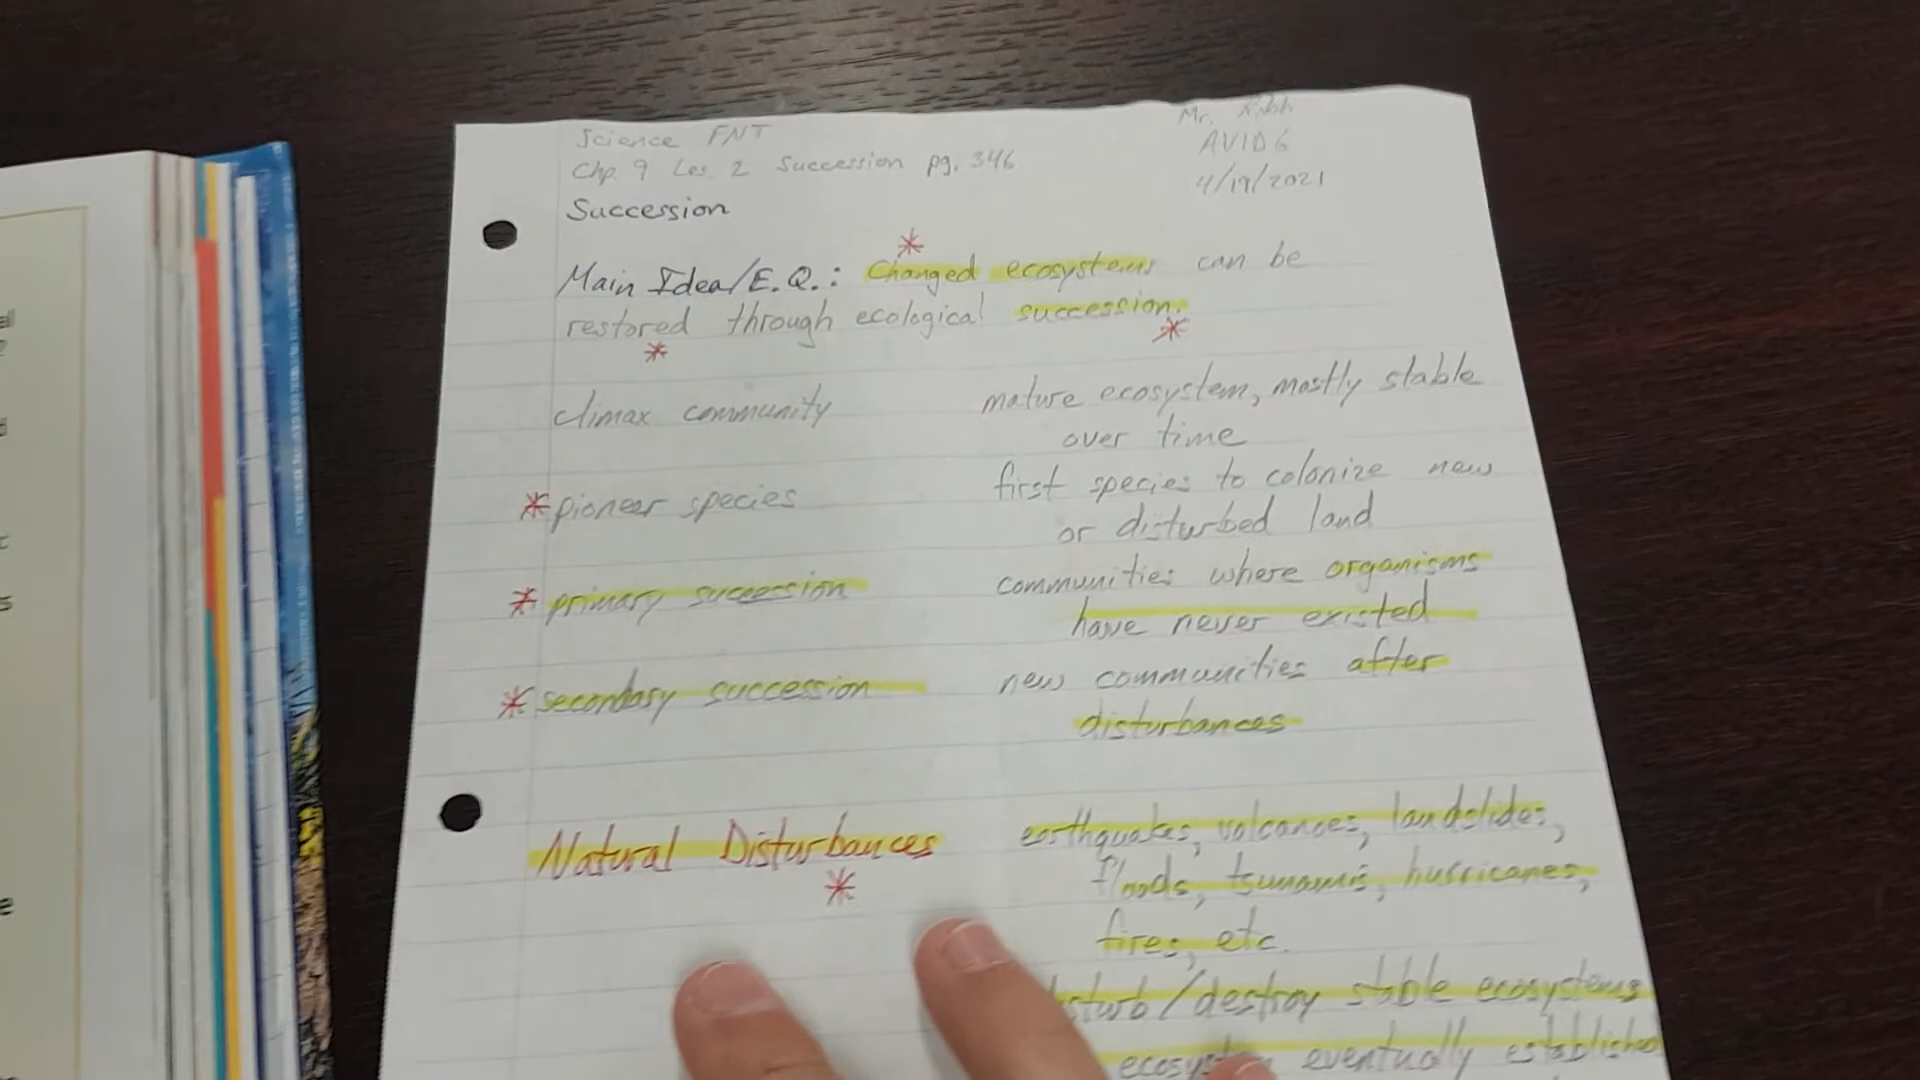 Science FNT
Mr.
Chp. 9 Les. 2 Succession pg. 346
AVID 6
4/19/2021
Succession
Main Idea/E.Q.: Changed ecosystems can be
restored through ecological succession.
climax community
mature ecosystem, mostly stable
over time
*pioneer species
first species to colonize new
or disturbed land
*primary succession
communities where organisms
have never existed
*secondary succession
new communities after
disturbances
Natural Disturbances
earthquakes, volcanoes, landslides,
floods, tsunamis, hurricanes,
fires, etc.
/destroy stable ecosystems
eventually established